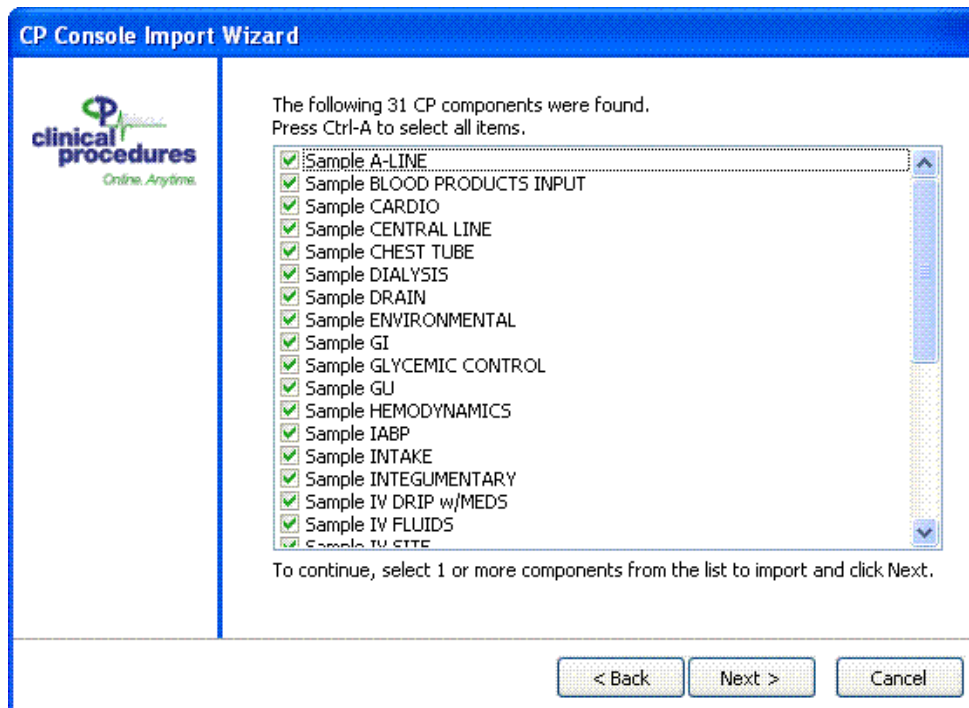 CP Console Import Wizard
CP
clinical
procedures
Online. Anytime.
The following 31 CP components were found.
Press Ctrl-A to select all items.
Sample A-LINE
Sample BLOOD PRODUCTS INPUT
Sample CARDIO
Sample CENTRAL LINE
Sample CHEST TUBE
Sample DIALYSIS
Sample DRAIN
Sample ENVIRONMENTAL
Sample GI
Sample GLYCEMIC CONTROL
Sample GU
Sample HEMODYNAMICS
Sample IABP
Sample INTAKE
Sample INTEGUMENTARY
Sample IV DRIP w/MEDS
Sample IV FLUIDS
Sample IV SITE
To continue, select 1 or more components from the list to import and click Next.
< Back
Next >
Cancel